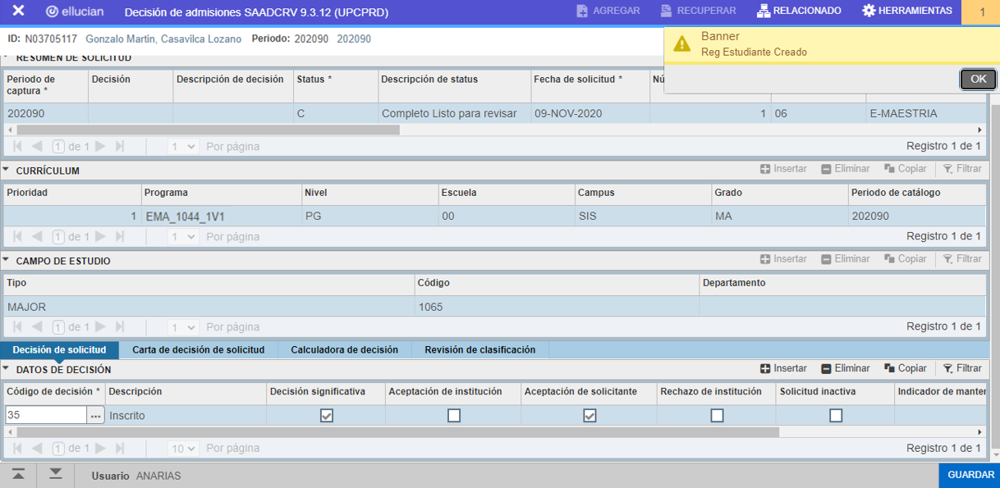 ellucian Decisión de admisiones SAADCRV 9.3.12 (UPCPRD) AGREGAR RECUPERAR RELACIONADO HERRAMIENTAS 1
ID: N03705117 Gonzalo Martin, Casavilca Lozano Periodo: 202090 202090
Banner
Reg Estudiante Creado
OK
RESUMEN DE SOLICITUD
Periodo de captura * Decisión Descripción de decisión Status * Descripción de status Fecha de solicitud * Nú
202090 C Completo Listo para revisar 09-NOV-2020 1 06 E-MAESTRIA
1 de 1 1 Por página Registro 1 de 1
CURRÍCULUM Insertar Eliminar Copiar Filtrar
Prioridad Programa Nivel Escuela Campus Grado Periodo de catálogo
1 EMA_1044_1V1 PG 00 SIS MA 202090
1 de 1 1 Por página Registro 1 de 1
CAMPO DE ESTUDIO Insertar Eliminar Copiar Filtrar
Tipo Código Departamento
MAJOR 1065
1 de 1 1 Por página Registro 1 de 1
Decisión de solicitud Carta de decisión de solicitud Calculadora de decisión Revisión de clasificación
DATOS DE DECISIÓN Insertar Eliminar Copiar Filtrar
Código de decisión * Descripción Decisión significativa Aceptación de institución Aceptación de solicitante Rechazo de institución Solicitud inactiva Indicador de manten
35 ... Inscrito
1 de 1 10 Por página Registro 1 de 1
Usuario ANARIAS GUARDAR